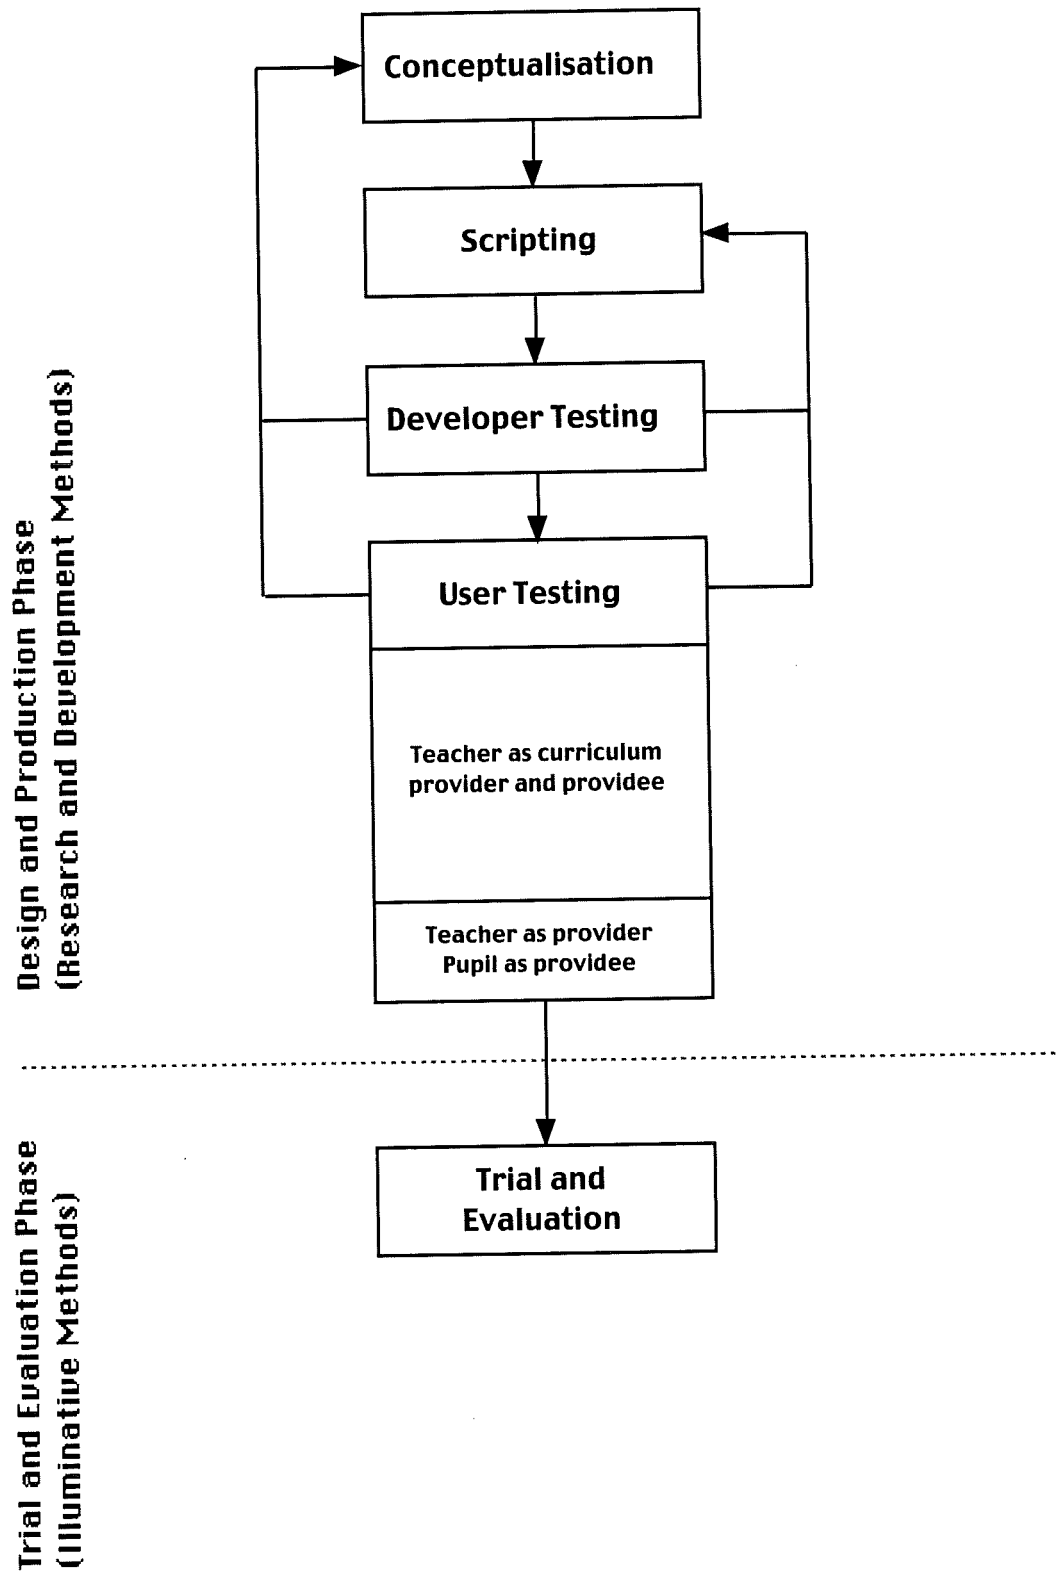 Conceptualisation
Scripting
Developer Testing
User Testing
Teacher as curriculum
provider and providee
Teacher as provider
Pupil as providee
Trial and
Evaluation
Design and Production Phase
(Research and Development Methods)
Trial and Evaluation Phase
(Illuminative Methods)